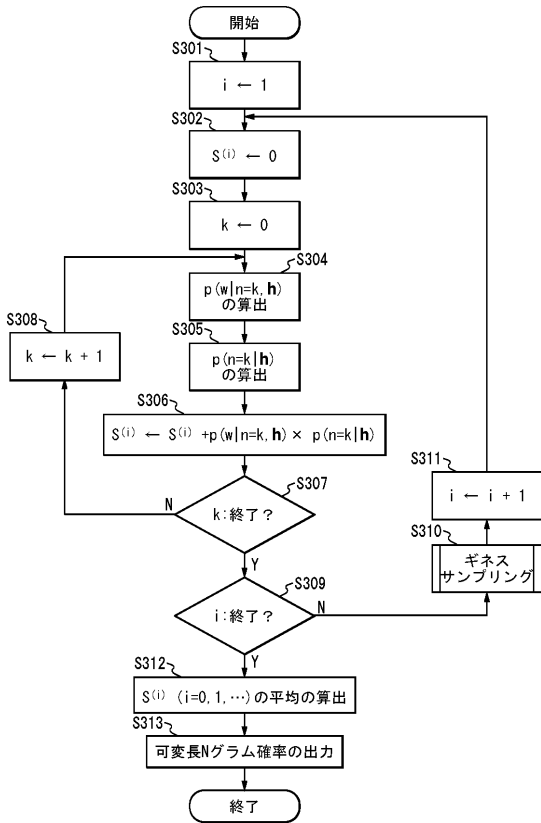 開始
S301
i ← 1
S302
S(i) ← 0
S303
k ← 0
S304
p(w|n=k, h)
の算出
S308
k ← k + 1
S305
p(n=k|h)
の算出
S306
S(i) ← S(i) +p(w|n=k, h) × p(n=k|h)
S307
k:終了?
N
Y
S311
i ← i + 1
S310
ギネス
サンプリング
S309
i:終了?
N
Y
S312
S(i) (i=0, 1, …)の平均の算出
S313
可変長Nグラム確率の出力
終了